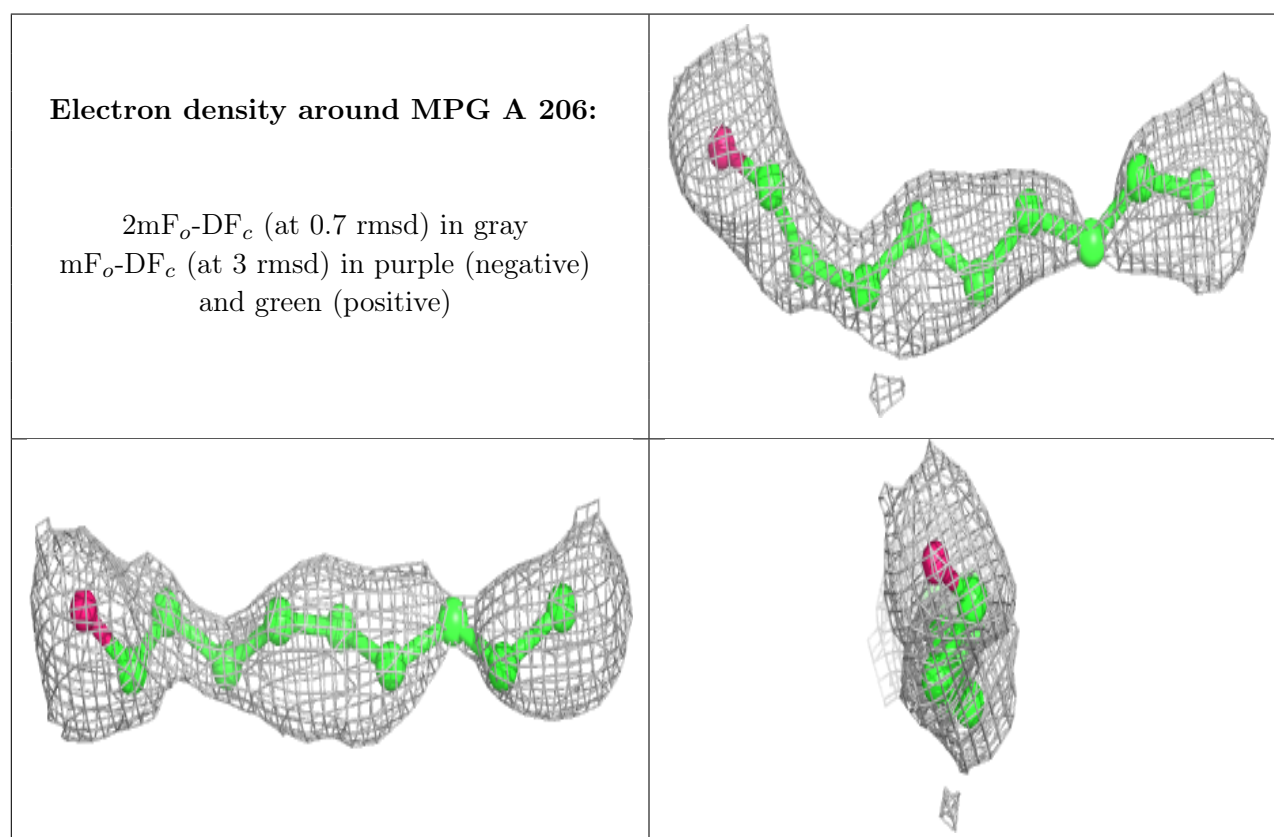 Electron density around MPG A 206:
2mFo-DFc (at 0.7 rmsd) in gray
mFo-DFc (at 3 rmsd) in purple (negative)
and green (positive)